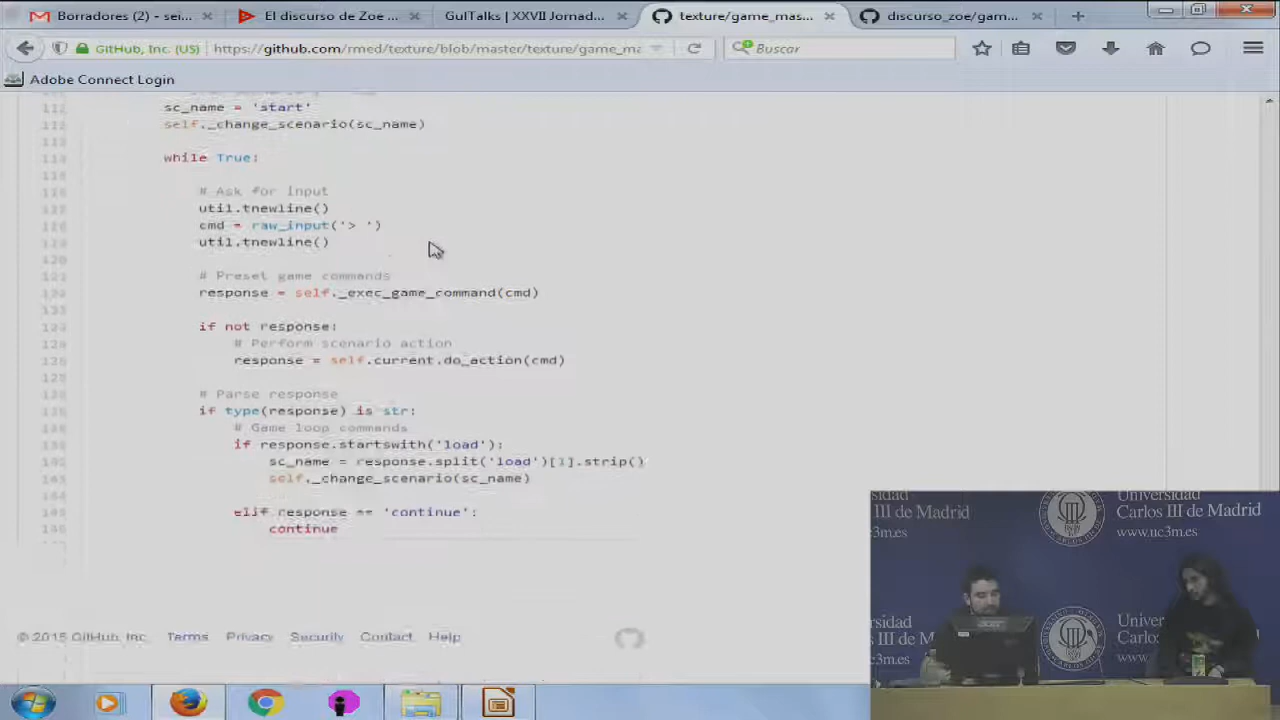 Borradores (2) - sei...
El discurso de Zoe ...
GulTalks | XXVII Jornad...
texture/game_mas...
discurso_zoe/gam...
GitHub, Inc. (US)
https://github.com/rmed/texture/blob/master/texture/game_ma
Buscar
Adobe Connect Login
sc_name = 'start'
self._change_scenario(sc_name)
while True:
# Ask for input
util.tnewline()
cmd = raw_input('> ')
util.tnewline()
# Preset game commands
response = self._exec_game_command(cmd)
if not response:
# Perform scenario action
response = self.current.do_action(cmd)
# Parse response
if type(response) is str:
# Game loop commands
if response.startswith('load'):
sc_name = response.split('load')[1].strip()
self._change_scenario(sc_name)
elif response == 'continue':
continue
© 2015 GitHub, Inc.
Terms
Privacy
Security
Contact
Help
III de Madrid
Universidad
Carlos III de Madrid
www.uc3m.es